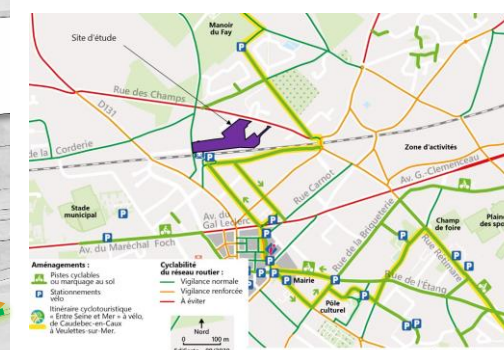 Manoir
du Fay
Site d'étude
Rue des Champs
D131
de la Corderie
Zone d'activités
Av. G.-Clemenceau
Rue Carnot
Stade
municipal
Av. du
Gal Leclerc
Champ
de foire
Plaine
des spo
Av. du Maréchal Foch
Rue de la Briqueterie
Rue Rétimare
Mairie
Rue de l'Étang
Pôle
culturel
Aménagements :
Pistes cyclables
ou marquage au sol
Stationnements
vélo
Itinéraire cyclotouristique
« Entre Seine et Mer » à vélo,
de Caudebec-en-Caux
à Veulettes-sur-Mer.
Cyclabilité
du réseau routier :
Vigilance normale
Vigilance renforcée
À éviter
Nord
0 100 m